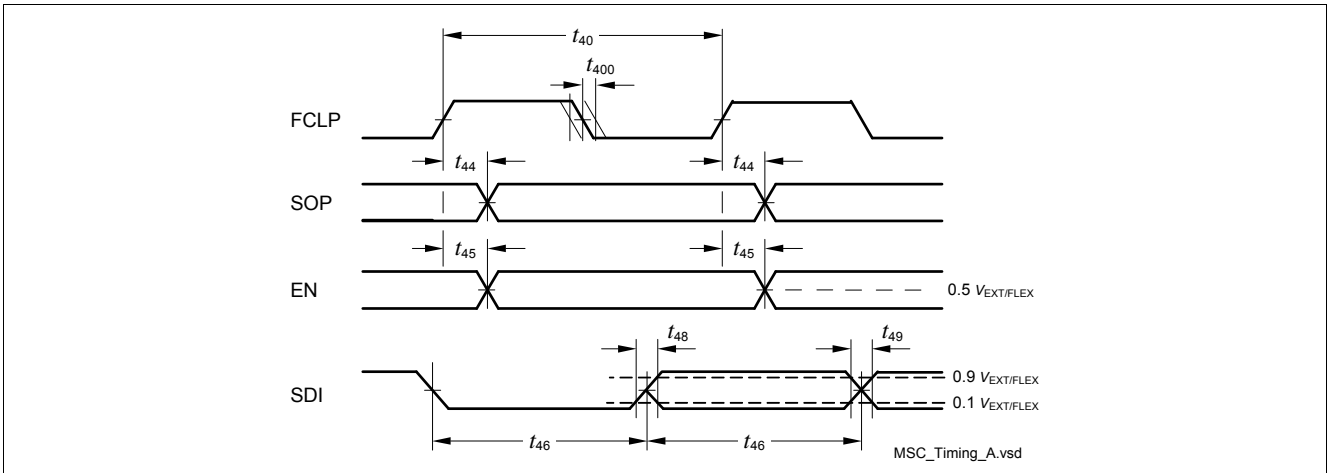 t40
t400
FCLP
t44 t44
SOP
t45 t45
EN
0.5 VEXT/FLEX
t48 t49
0.9 VEXT/FLEX
SDI
0.1 VEXT/FLEX
t46 t46
MSC_Timing_A.vsd